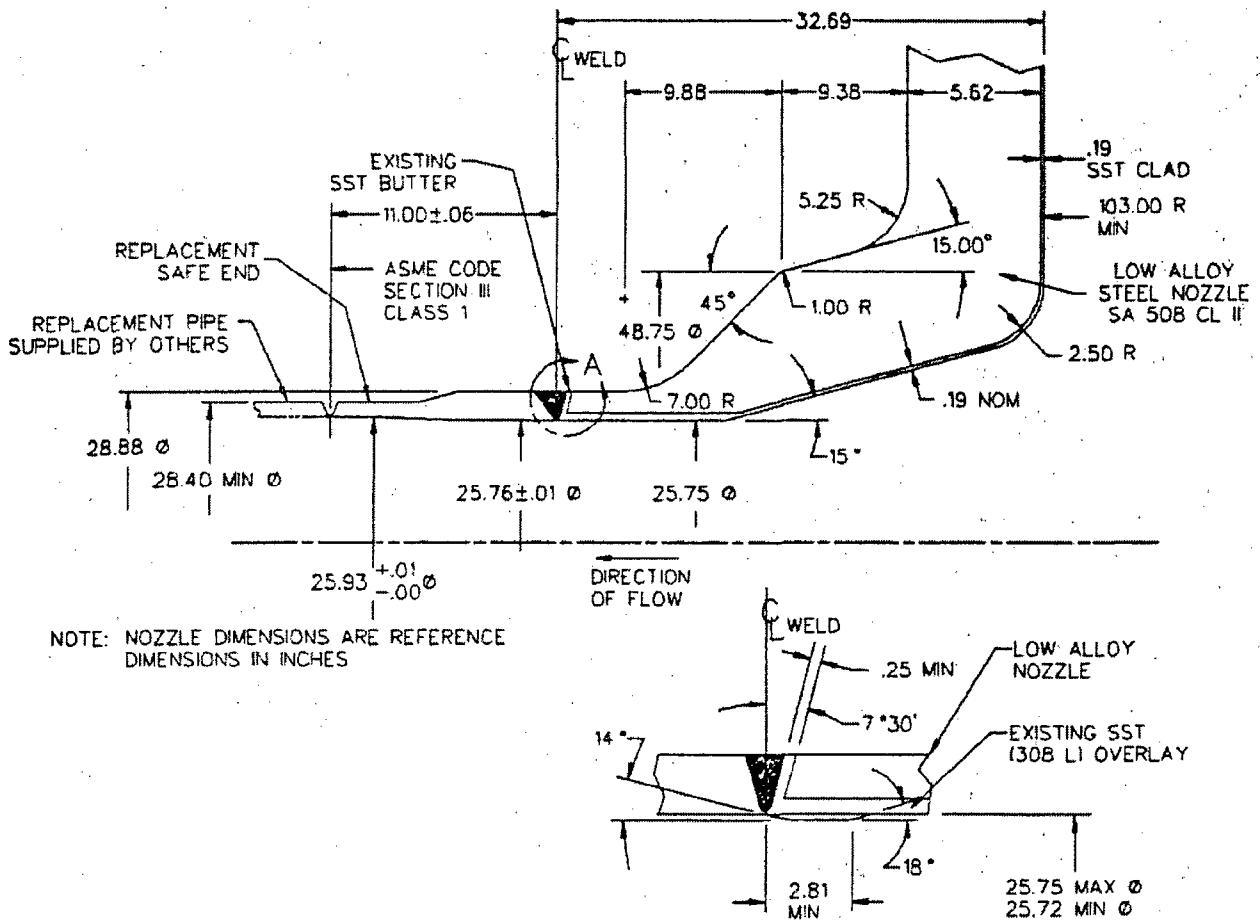 32.69
C
L WELD
9.88
9.38
5.62
EXISTING
SST BUTTER
.19
SST CLAD
11.00±.06
5.25 R
103.00 R
MIN
15.00°
REPLACEMENT
SAFE END
ASME CODE
SECTION III
CLASS 1
45°
1.00 R
LOW ALLOY
STEEL NOZZLE
SA 508 CL II
REPLACEMENT PIPE
SUPPLIED BY OTHERS
+
48.75 Ø
A
2.50 R
7.00 R
.19 NOM
28.88 Ø
28.40 MIN Ø
15°
25.76±.01 Ø
25.75 Ø
25.93 +.01 -.00 Ø
DIRECTION
OF FLOW
NOTE: NOZZLE DIMENSIONS ARE REFERENCE
DIMENSIONS IN INCHES
C
L WELD
LOW ALLOY
NOZZLE
.25 MIN
7°30'
14°
EXISTING SST
(308 L) OVERLAY
18°
2.81
MIN
25.75 MAX Ø
25.72 MIN Ø